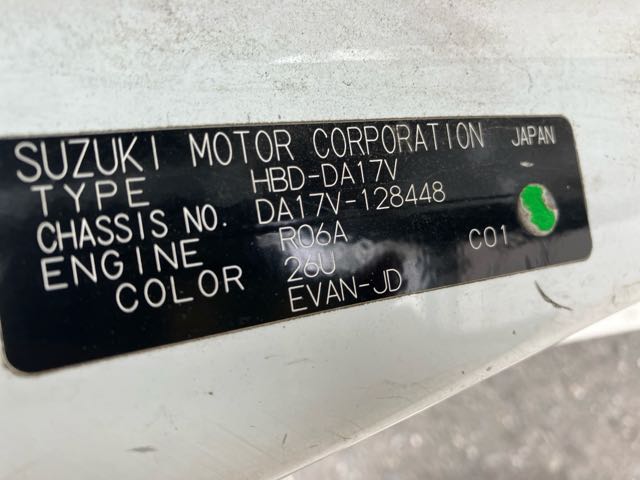 SUZUKI MOTOR CORPORATION JAPAN
TYPE HBD-DA17V
CHASSIS NO. DA17V-128448
ENGINE R06A C01
COLOR 26U
EVAN-JD